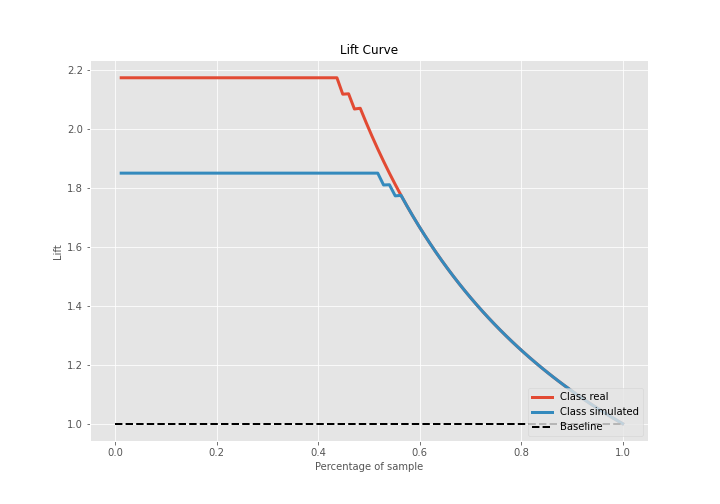 Lift Curve
2.2
2.0
1.8
1.6
1.4
1.2
1.0
Lift
0.0
0.2
0.4
0.6
0.8
1.0
Percentage of sample
Class real
Class simulated
Baseline